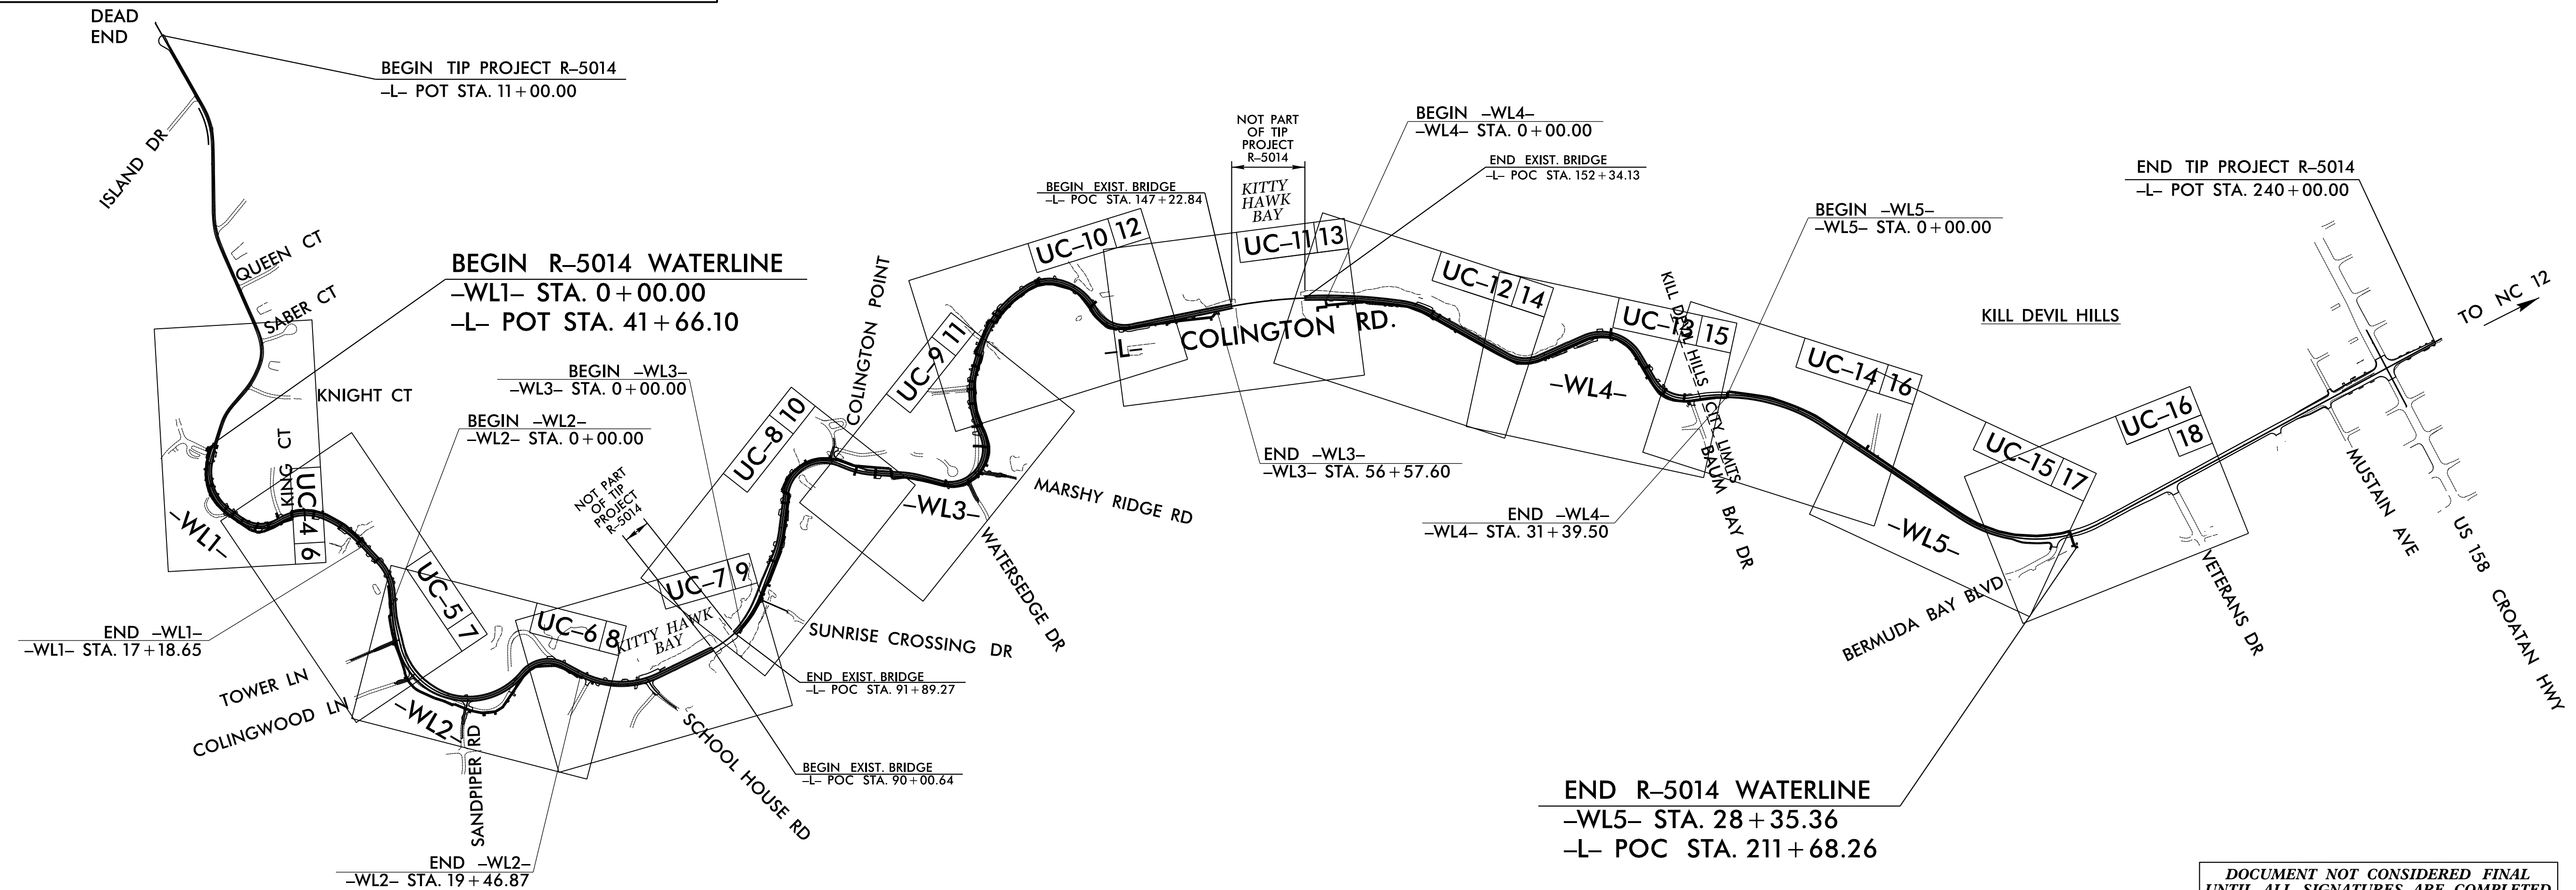 DEAD
END
BEGIN TIP PROJECT R–5014
–L– POT STA. 11+00.00
ISLAND DR
QUEEN CT
SABER CT
KNIGHT CT
KING CT
BEGIN R–5014 WATERLINE
–WL1– STA. 0+00.00
–L– POT STA. 41+66.10
BEGIN –WL3–
–WL3– STA. 0+00.00
BEGIN –WL2–
–WL2– STA. 0+00.00
UC–4 6
–WL1–
END –WL1–
–WL1– STA. 17+18.65
UC–5 7
TOWER LN
COLINGWOOD LN
–WL2–
SANDPIPER RD
END –WL2–
–WL2– STA. 19+46.87
UC–6 8
KITTY HAWK
BAY
NOT PART
OF TIP
PROJECT
R–5014
UC–7 9
SCHOOL HOUSE RD
SUNRISE CROSSING DR
END EXIST. BRIDGE
–L– POC STA. 91+89.27
BEGIN EXIST. BRIDGE
–L– POC STA. 90+00.64
UC–8 10
COLINGTON POINT
UC–9 11
–WL3–
MARSHY RIDGE RD
WATERSEDGE DR
UC–10 12
BEGIN EXIST. BRIDGE
–L– POC STA. 147+22.84
NOT PART
OF TIP
PROJECT
R–5014
KITTY
HAWK
BAY
UC–11 13
–L– COLINGTON RD.
END –WL3–
–WL3– STA. 56+57.60
BEGIN –WL4–
–WL4– STA. 0+00.00
END EXIST. BRIDGE
–L– POC STA. 152+34.13
UC–12 14
–WL4–
UC–13 15
KILL DEVIL HILLS CITY LIMITS
BAUM BAY DR
END –WL4–
–WL4– STA. 31+39.50
BEGIN –WL5–
–WL5– STA. 0+00.00
UC–14 16
KILL DEVIL HILLS
–WL5–
UC–15 17
UC–16
18
BERMUDA BAY BLVD
END R–5014 WATERLINE
–WL5– STA. 28+35.36
–L– POC STA. 211+68.26
END TIP PROJECT R–5014
–L– POT STA. 240+00.00
TO NC 12
VETERANS DR
MUSTAIN AVE
US 158 CROATAN HWY
DOCUMENT NOT CONSIDERED FINAL
UNTIL ALL SIGNATURES ARE COMPLETED